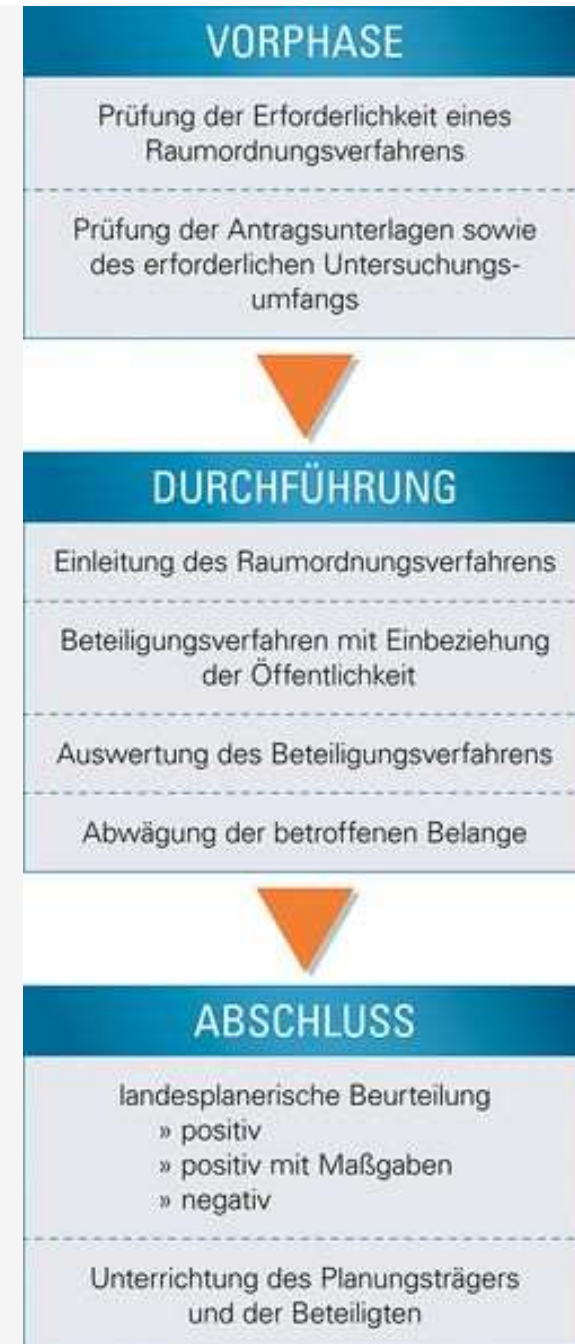 VORPHASE
Prüfung der Erforderlichkeit eines
Raumordnungsverfahrens
Prüfung der Antragsunterlagen sowie
des erforderlichen Untersuchungs-
umfangs
DURCHFÜHRUNG
Einleitung des Raumordnungsverfahrens
Beteiligungsverfahren mit Einbeziehung
der Öffentlichkeit
Auswertung des Beteiligungsverfahrens
Abwägung der betroffenen Belange
ABSCHLUSS
landesplanerische Beurteilung
» positiv
» positiv mit Maßgaben
» negativ
Unterrichtung des Planungsträgers
und der Beteiligten